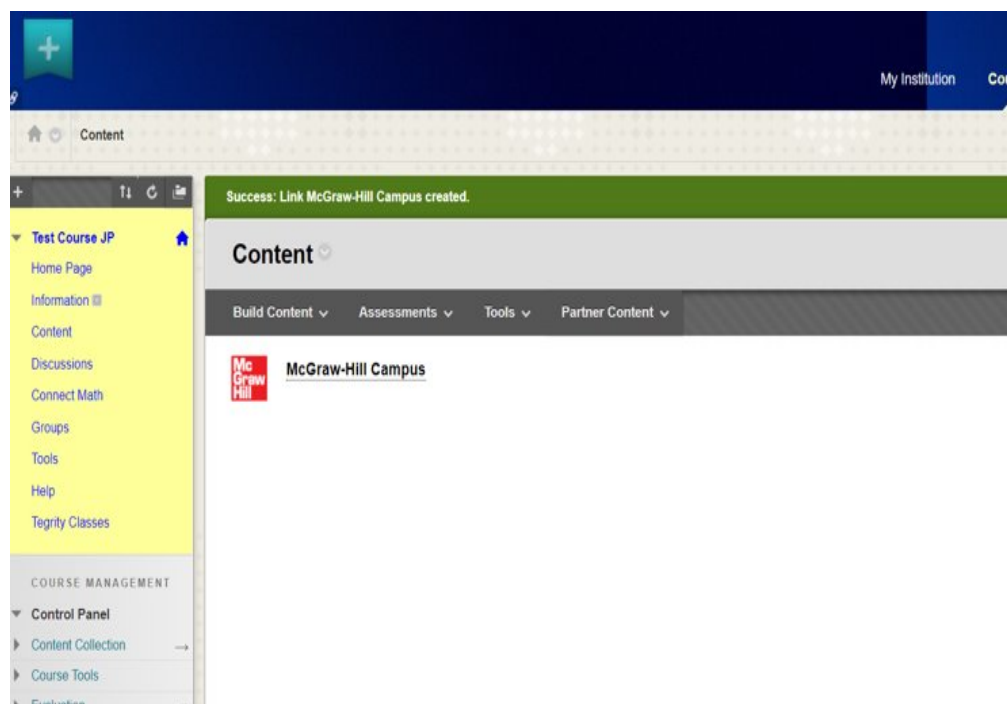 My Institution
Content
Success: Link McGraw-Hill Campus created.
Test Course JP
Home Page
Information
Content
Discussions
Connect Math
Groups
Tools
Help
Tegrity Classes
COURSE MANAGEMENT
Control Panel
Content Collection
Course Tools
Content
Build Content Assessments Tools Partner Content
Mc
Graw
Hill
McGraw-Hill Campus